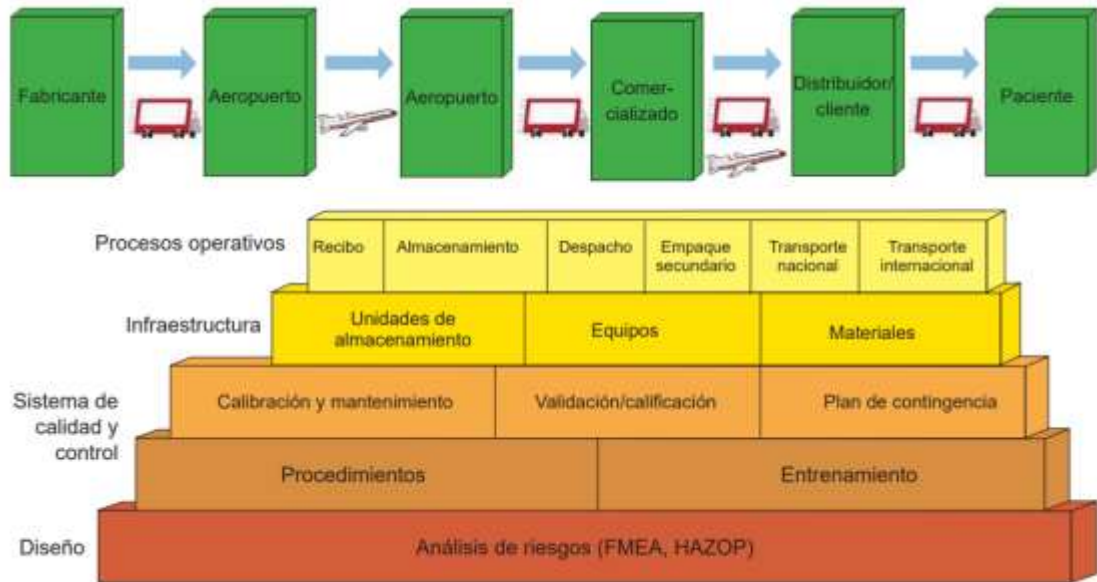 Fabricante
Aeropuerto
Aeropuerto
Comer-
cializado
Distribuidor/
cliente
Paciente
Procesos operativos
Recibo
Almacenamiento
Despacho
Empaque
secundario
Transporte
nacional
Transporte
internacional
Infraestructura
Unidades de
almacenamiento
Equipos
Materiales
Sistema de
calidad y
control
Calibración y mantenimiento
Validación/calificación
Plan de contingencia
Procedimientos
Entrenamiento
Diseño
Análisis de riesgos (FMEA, HAZOP)